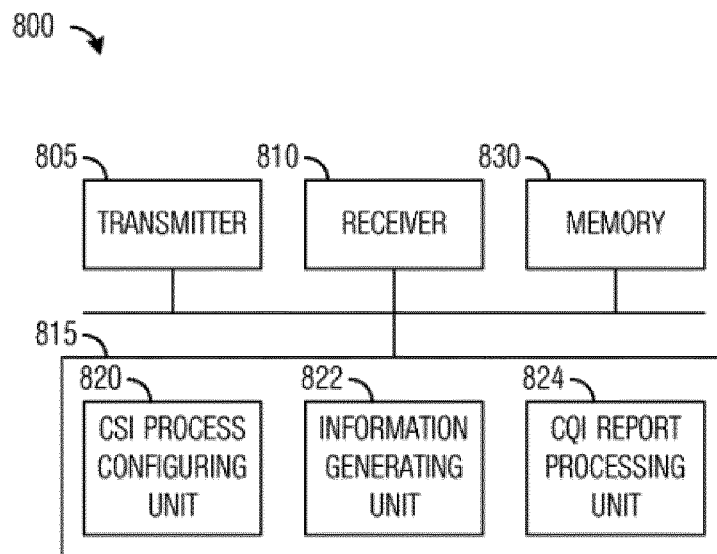 800
805
810
830
TRANSMITTER
RECEIVER
MEMORY
815
820
822
824
CSI PROCESS
CONFIGURING
UNIT
INFORMATION
GENERATING
UNIT
CQI REPORT
PROCESSING
UNIT